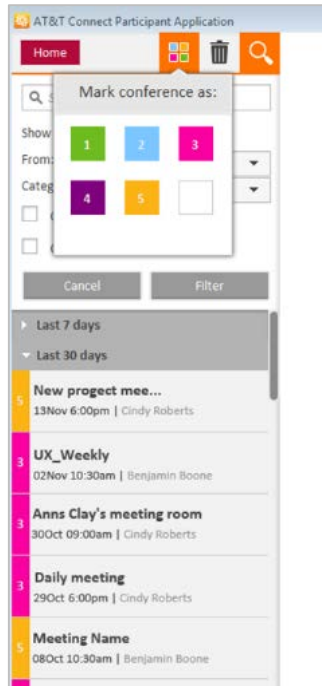 AT&T Connect Participant Application
Home
Mark conference as:
1 2 3
4 5
Show
From:
Categ
Cancel Filter
Last 7 days
Last 30 days
5
New progect mee...
13Nov 6:00pm | Cindy Roberts
3
UX_Weekly
02Nov 10:30am | Benjamin Boone
3
Anns Clay's meeting room
30Oct 09:00am | Cindy Roberts
3
Daily meeting
29Oct 6:00pm | Cindy Roberts
5
Meeting Name
08Oct 10:30am | Benjamin Boone